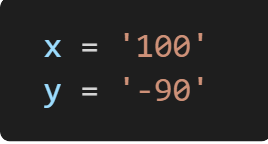 x = '100'
y = '-90'